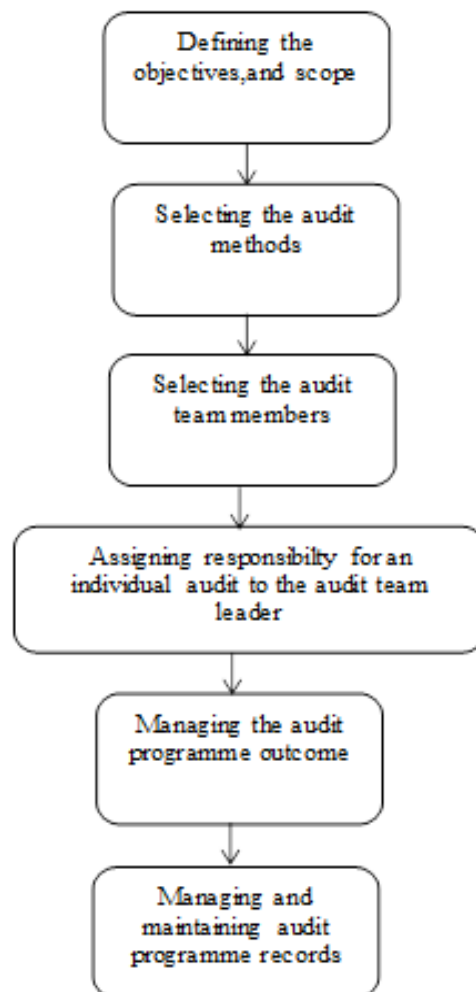 Defining the
objectives,and scope
Selecting the audit
methods
Selecting the audit
team members
Assigning responsibilty for an
individual audit to the audit team
leader
Managing the audit
programme outcome
Managing and
maintaining audit
programme records